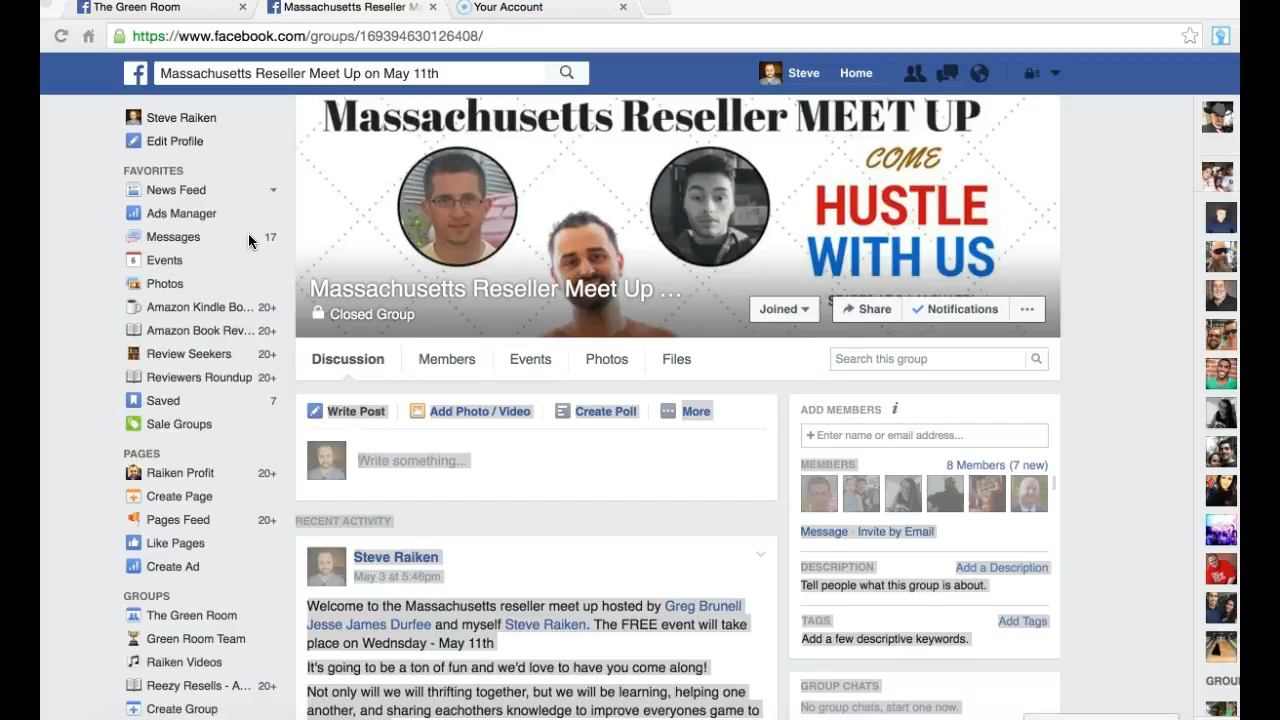 The Green Room
Massachusetts Reseller M
Your Account
https://www.facebook.com/groups/169394630126408/
Massachusetts Reseller Meet Up on May 11th
Steve
Home
Steve Raiken
Edit Profile
FAVORITES
News Feed
Ads Manager
Messages 17
6 Events
Photos
Amazon Kindle Bo... 20+
Amazon Book Rev... 20+
Review Seekers 20+
Reviewers Roundup 20+
Saved 7
Sale Groups
PAGES
Raiken Profit 20+
Create Page
Pages Feed 20+
Like Pages
Create Ad
GROUPS
The Green Room
Green Room Team
Raiken Videos
Reezy Resells - A... 20+
Create Group
Massachusetts Reseller MEET UP
COME
HUSTLE
WITH US
Massachusetts Reseller Meet Up ...
Closed Group
Joined
Share
Notifications
Discussion
Members
Events
Photos
Files
Search this group
Write Post
Add Photo / Video
Create Poll
More
Write something...
RECENT ACTIVITY
Steve Raiken
May 3 at 5:46pm
Welcome to the Massachusetts reseller meet up hosted by Greg Brunell
Jesse James Durfee and myself Steve Raiken. The FREE event will take
place on Wednsday - May 11th
It's going to be a ton of fun and we'd love to have you come along!
Not only will we will thrifting together, but we will be learning, helping one
another, and sharing eachothers knowledge to improve everyones game to
ADD MEMBERS i
+ Enter name or email address...
MEMBERS
8 Members (7 new)
Message · Invite by Email
DESCRIPTION
Add a Description
Tell people what this group is about.
TAGS
Add Tags
Add a few descriptive keywords.
GROUP CHATS
No group chats, start one now.
GROU